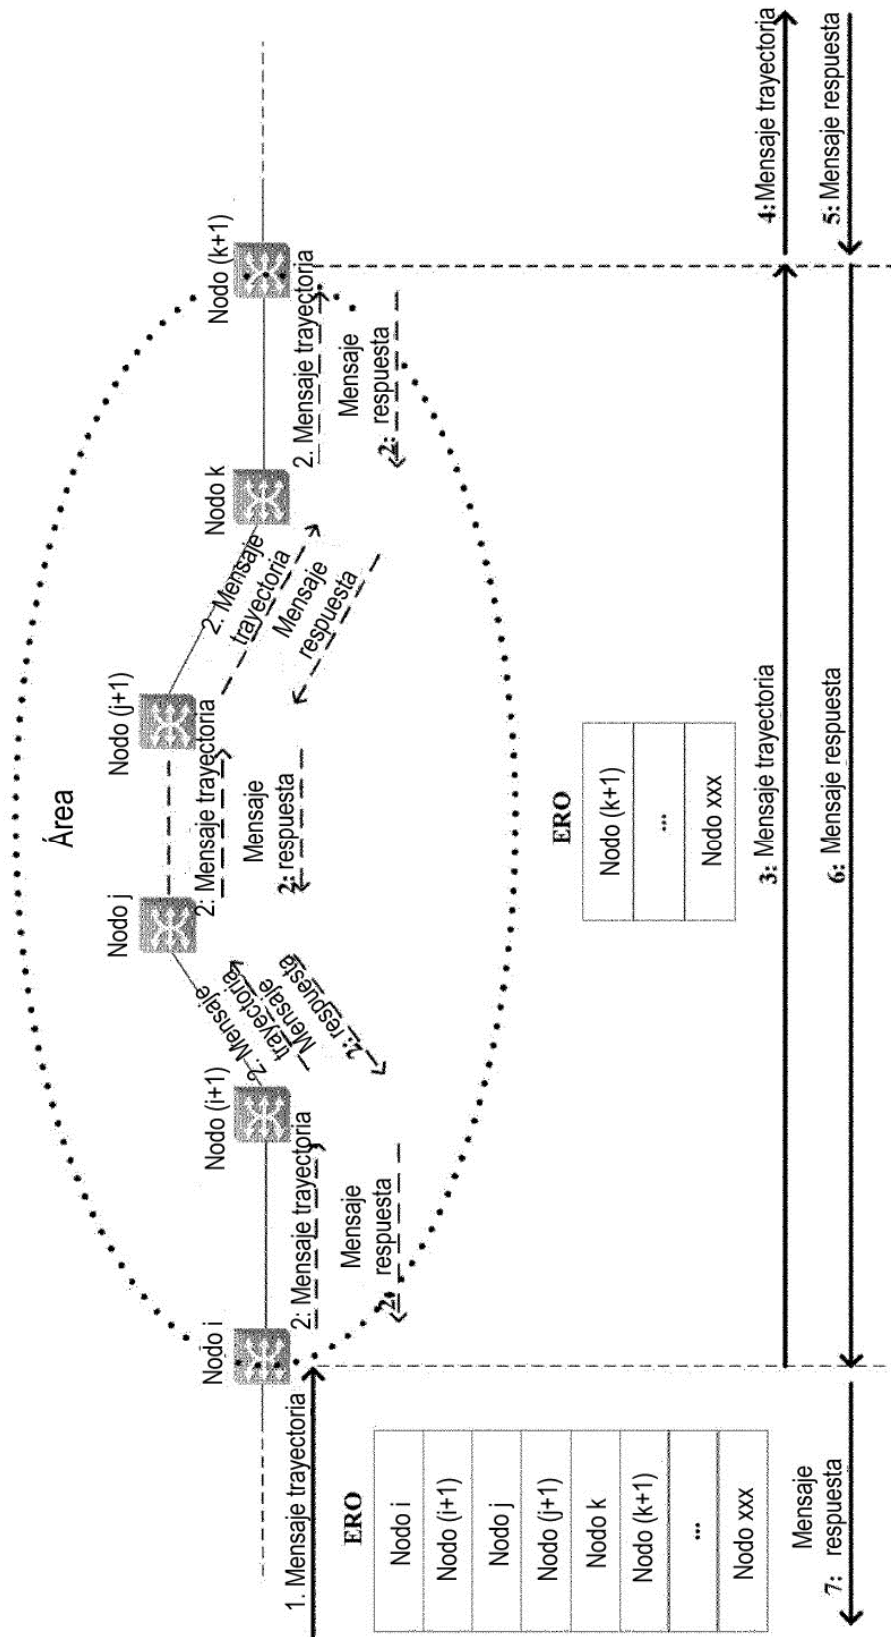 Área
Nodo i
Nodo (i+1)
Nodo j
Nodo (j+1)
Nodo k
Nodo (k+1)
1. Mensaje trayectoria
2: Mensaje trayectoria
Mensaje
2: respuesta
2. Mensaje
trayectoria
Mensaje
2: respuesta
2: Mensaje trayectoria
Mensaje
2: respuesta
2. Mensaje
trayectoria
Mensaje
respuesta
2. Mensaje trayectoria
Mensaje
2: respuesta
ERO
Nodo i
Nodo (i+1)
Nodo j
Nodo (j+1)
Nodo k
Nodo (k+1)
...
Nodo xxx
ERO
Nodo (k+1)
...
Nodo xxx
3: Mensaje trayectoria
4: Mensaje trayectoria
5: Mensaje respuesta
6: Mensaje respuesta
Mensaje
7: respuesta